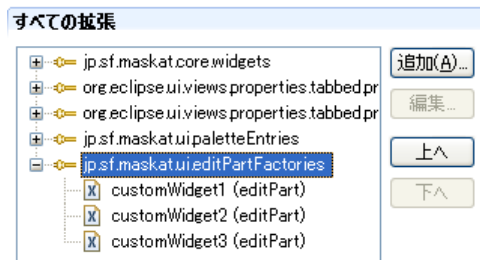 すべての拡張
jp.sf.maskat.core.widgets
org.eclipse.ui.views.properties.tabbed.pr
org.eclipse.ui.views.properties.tabbed.pr
jp.sf.maskat.ui.paletteEntries
jp.sf.maskat.ui.editPartFactories
customWidget1 (editPart)
customWidget2 (editPart)
customWidget3 (editPart)
追加(A)...
編集...
上へ
下へ